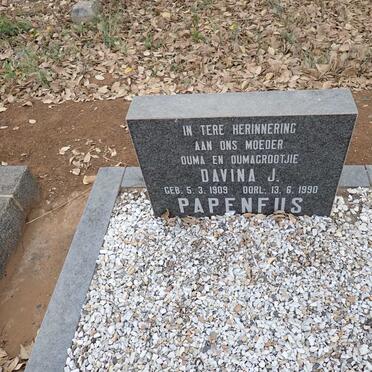 IN TERE HERINNERING
AAN ONS MOEDER
OUMA EN OUMAGROOTJIE
DAVINA J.
GEB. 5. 3. 1909 OORL. 13. 6. 1990
PAPENFUS